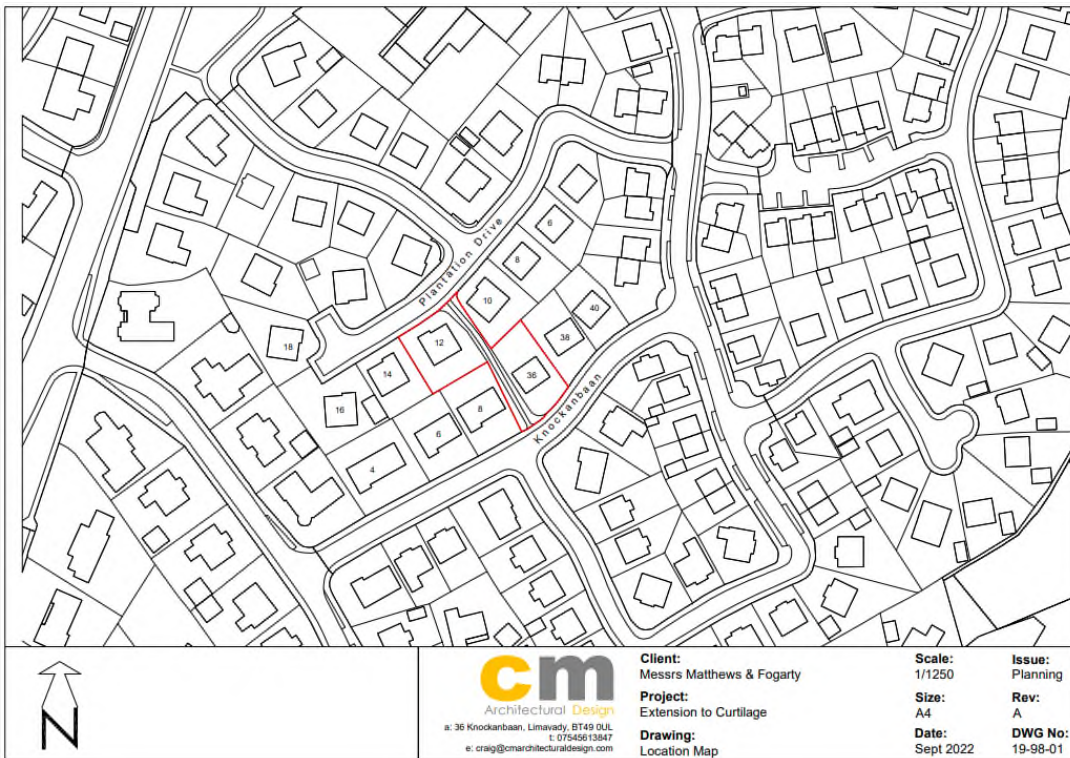 Plantation Drive
6
8
10
12
14
16
18
40
38
36
Knockanbaan
8
6
4
N
cm
Architectural Design
a: 36 Knockanbaan, Limavady, BT49 0UL
t: 07545613847
e: craig@cmarchitecturaldesign.com
Client:
Messrs Matthews & Fogarty
Project:
Extension to Curtilage
Drawing:
Location Map
Scale:
1/1250
Size:
A4
Date:
Sept 2022
Issue:
Planning
Rev:
A
DWG No:
19-98-01